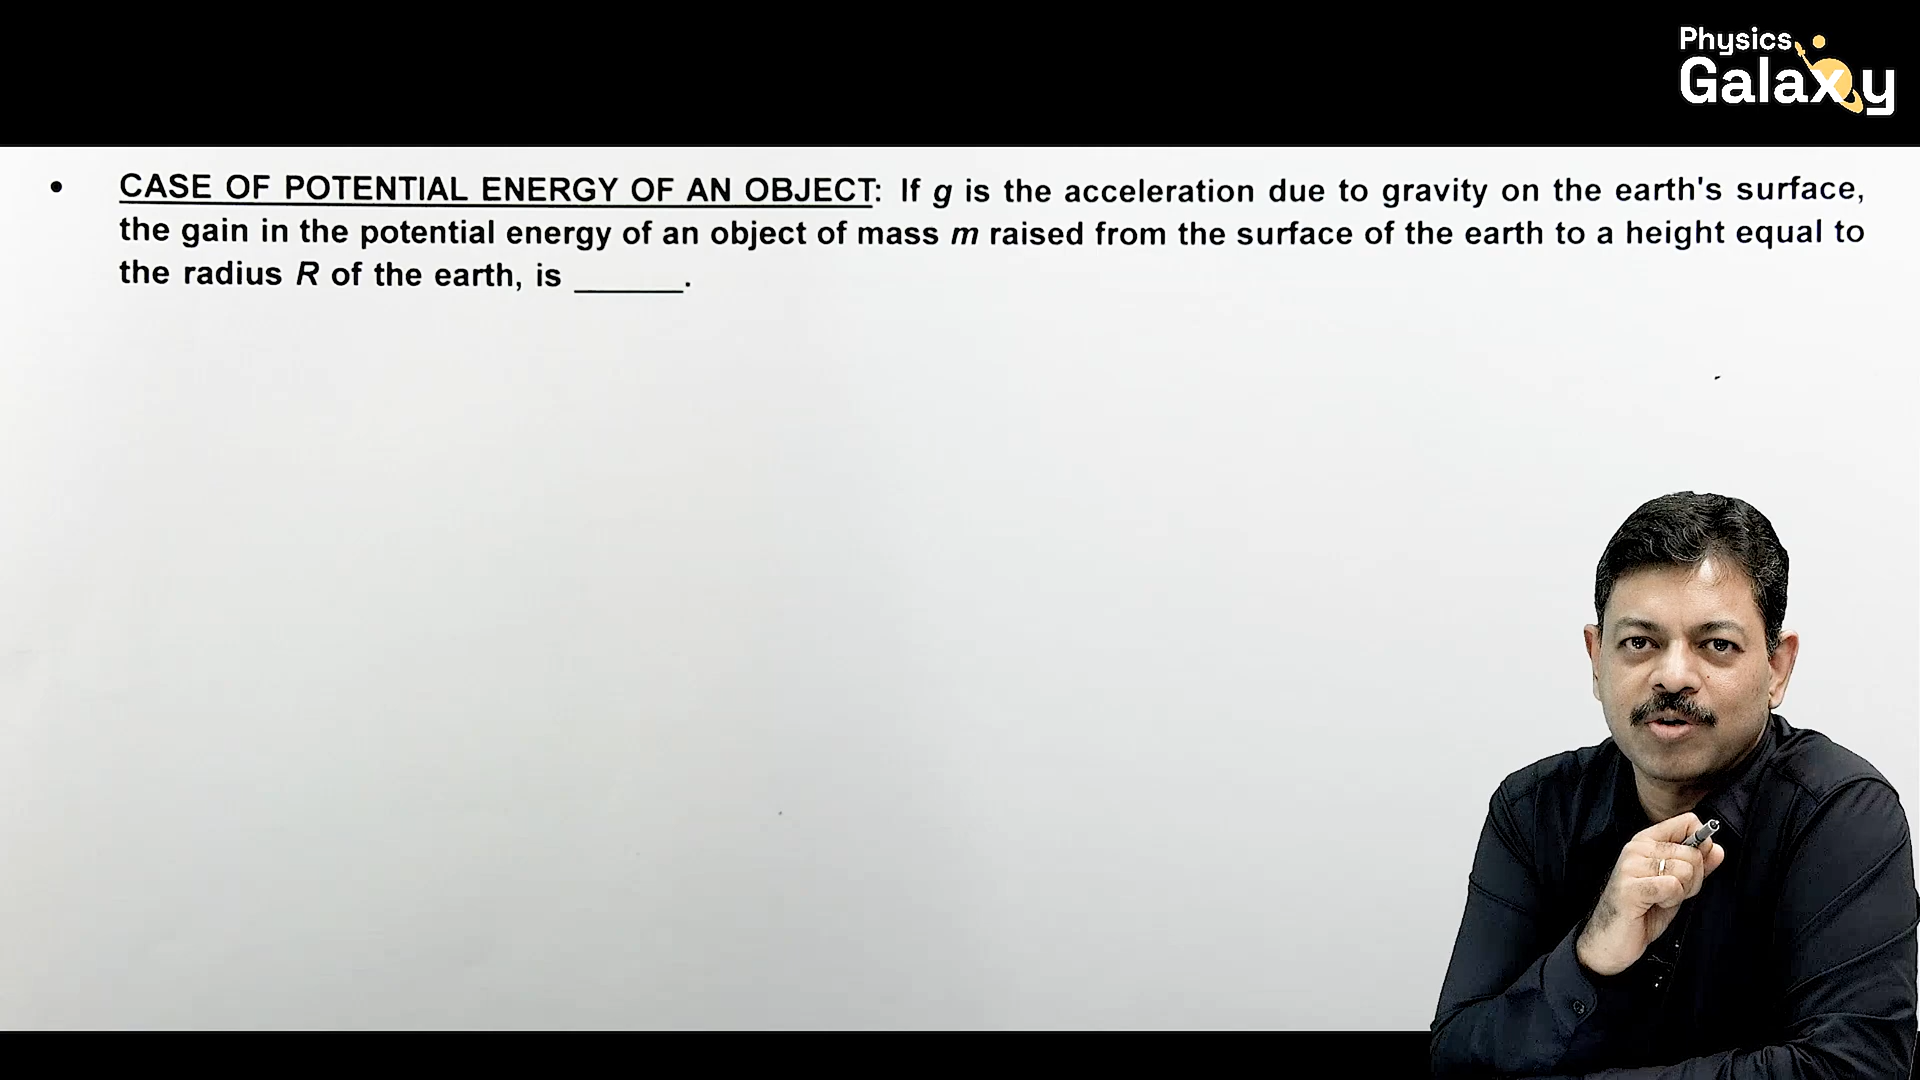 Physics
Galaxy
• CASE OF POTENTIAL ENERGY OF AN OBJECT: If g is the acceleration due to gravity on the earth's surface,
the gain in the potential energy of an object of mass m raised from the surface of the earth to a height equal to
the radius R of the earth, is ______.